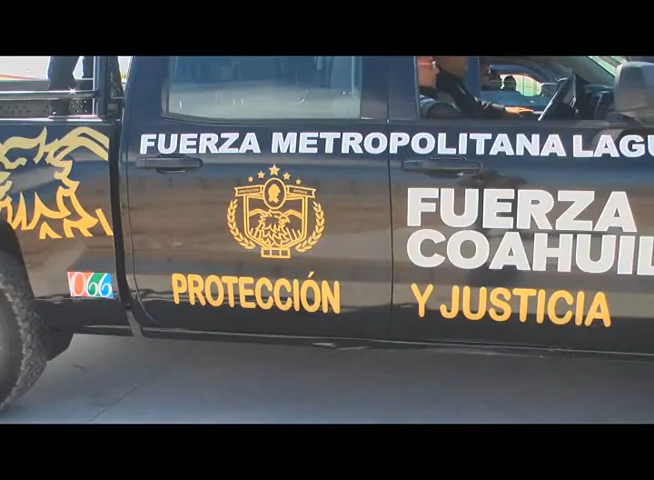 FUERZA METROPOLITANA LAGU
FUERZA
COAHUIL
PROTECCIÓN
Y JUSTICIA
066